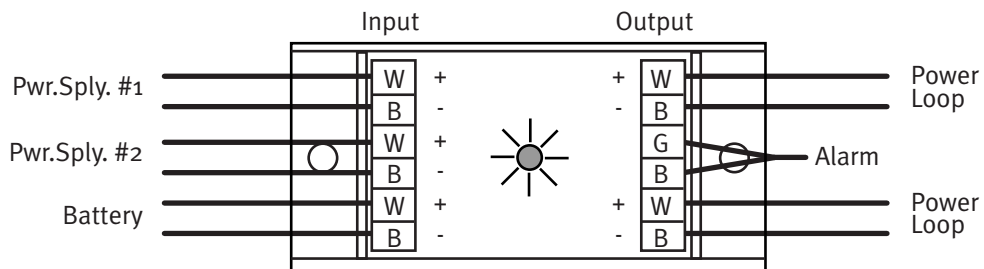 Input Output
Pwr.Sply. #1 W + + W Power
B - - B Loop
Pwr.Sply. #2 W + G
B - B Alarm
Battery W + + W Power
B - - B Loop